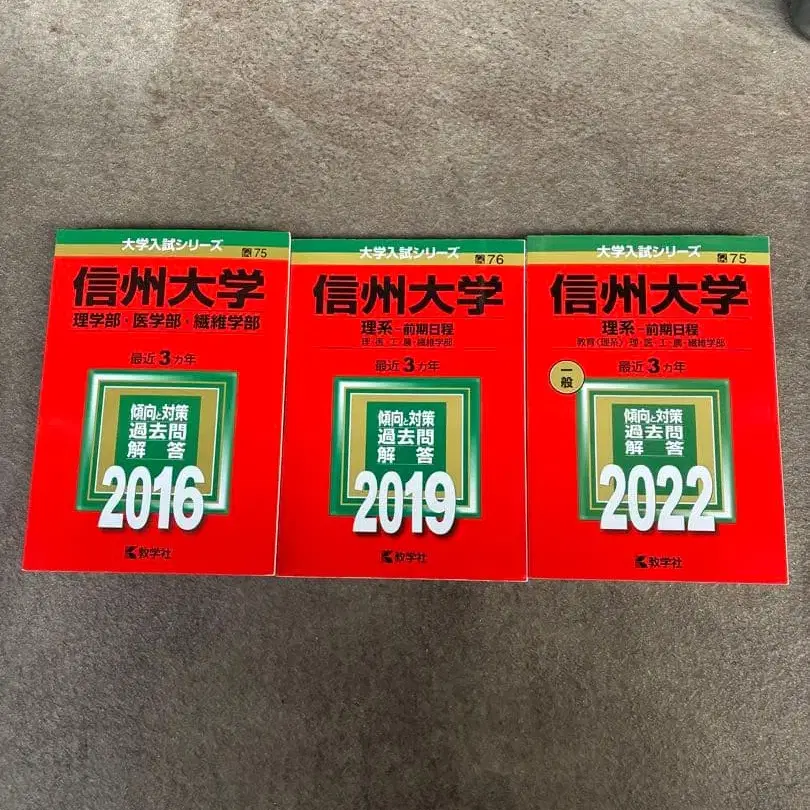 大学入試シリーズ
75
信州大学
理学部・医学部・繊維学部
最近3カ年
傾向と対策
過去問
解答
2016
教学社
大学入試シリーズ
76
信州大学
理系－前期日程
理・医・工・農・繊維学部
最近3カ年
傾向と対策
過去問
解答
2019
教学社
大学入試シリーズ
75
信州大学
理系－前期日程
教育〈理系〉・理・医・工・農・繊維学部
一般
最近3カ年
傾向と対策
過去問
解答
2022
教学社